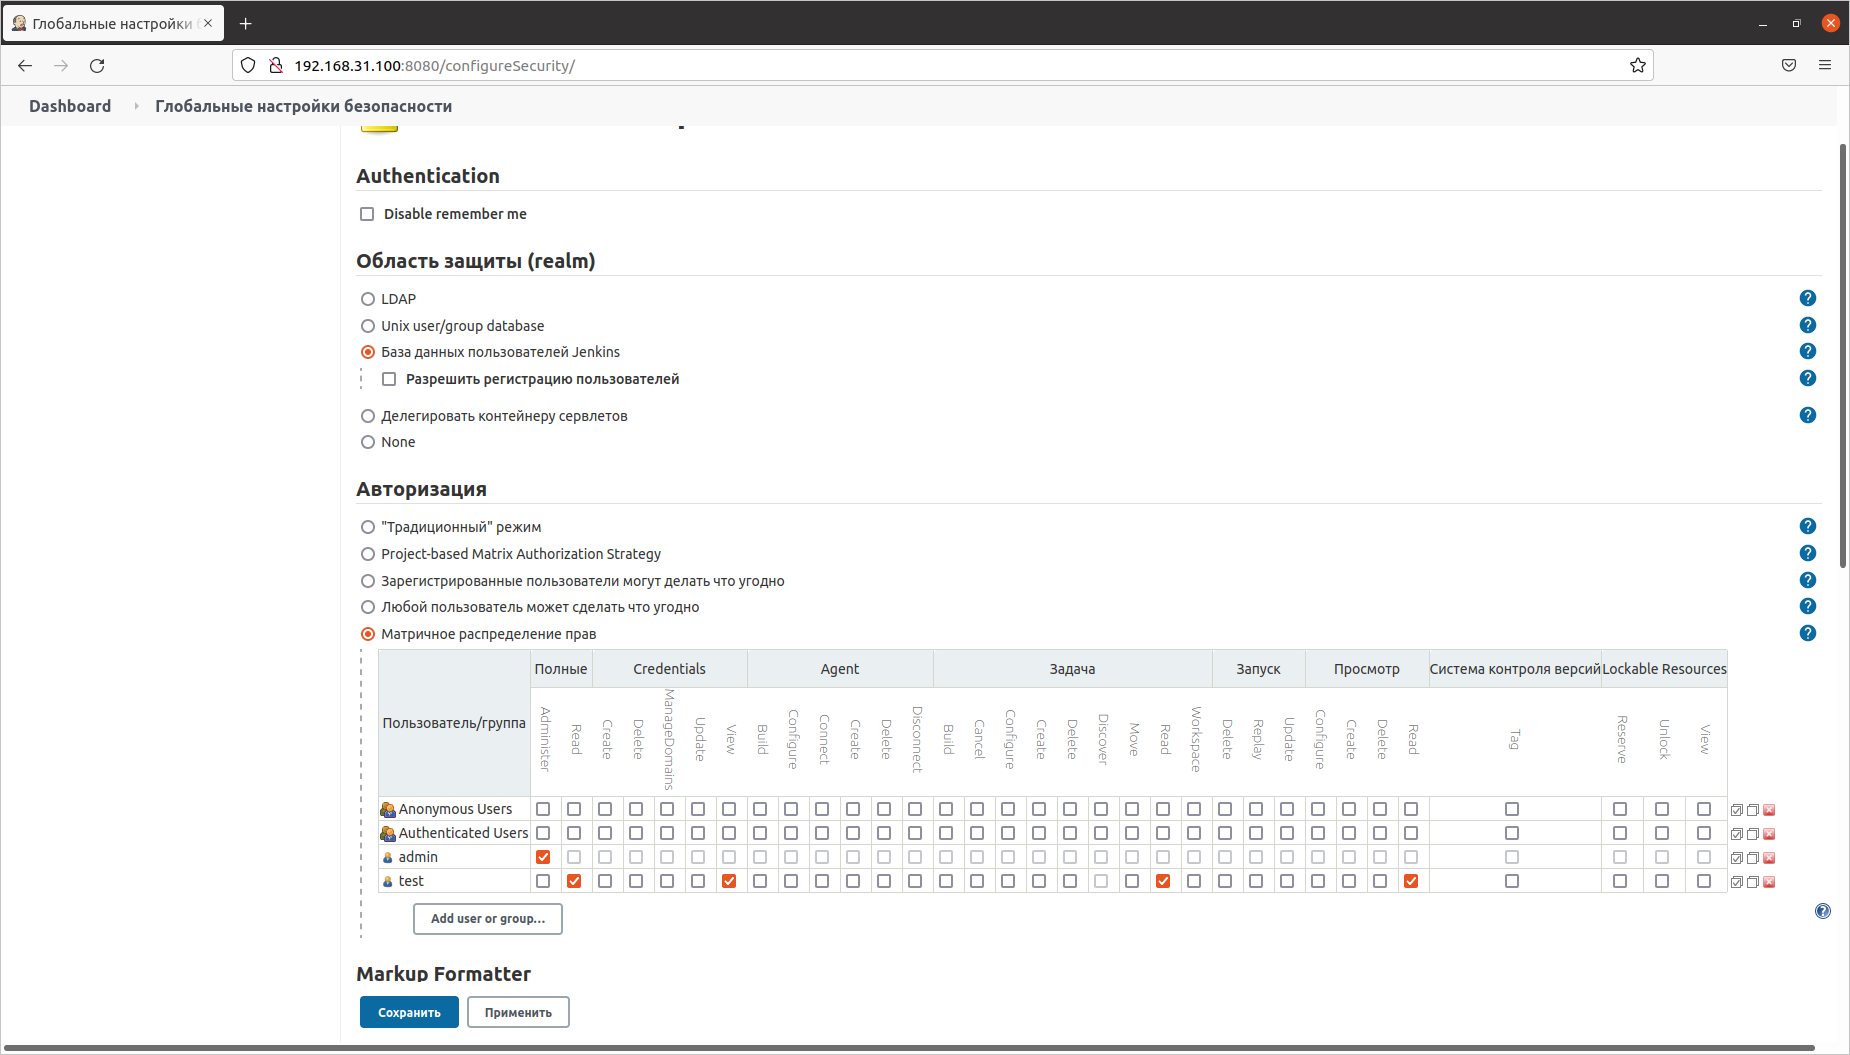 Глобальные настройки
192.168.31.100:8080/configureSecurity/
Dashboard
Глобальные настройки безопасности
Authentication
Disable remember me
Область защиты (realm)
LDAP
Unix user/group database
База данных пользователей Jenkins
Разрешить регистрацию пользователей
Делегировать контейнеру сервлетов
None
Авторизация
"Традиционный" режим
Project-based Matrix Authorization Strategy
Зарегистрированные пользователи могут делать что угодно
Любой пользователь может сделать что угодно
Матричное распределение прав
Пользователь/группа Полные Credentials Agent Задача Запуск Просмотр Система контроля версий Lockable Resources
Administer Read Create Delete ManageDomains Update View Build Configure Connect Create Delete Disconnect Build Cancel Configure Create Delete Discover Move Read Workspace Delete Replay Update Configure Create Delete Read Tag Reserve Unlock View
Anonymous Users
Authenticated Users
admin
test
Add user or group...
Markup Formatter
Сохранить Применить